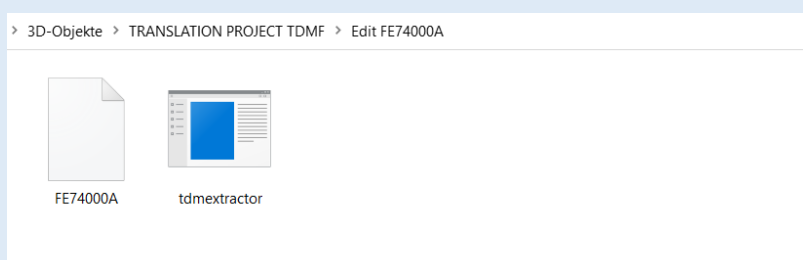 > 3D-Objekte > TRANSLATION PROJECT TDMF > Edit FE74000A
FE74000A
tdmextractor